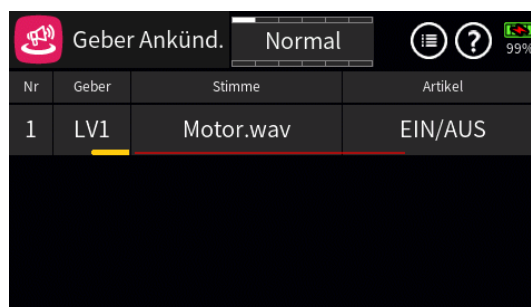 Geber Ankünd. Normal 99%
Nr Geber Stimme Artikel
1 LV1 Motor.wav EIN/AUS